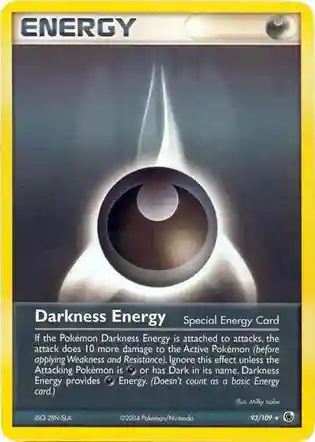 ENERGY
Darkness Energy Special Energy Card
If the Pokémon Darkness Energy is attached to attacks, the
attack does 10 more damage to the Active Pokémon (before
applying Weakness and Resistance). Ignore this effect unless the
Attacking Pokémon is or has Dark in its name. Darkness
Energy provides Energy. (Doesn't count as a basic Energy
card.)
Illus. Milky Isobe
©2004 Pokémon/Nintendo 93/109